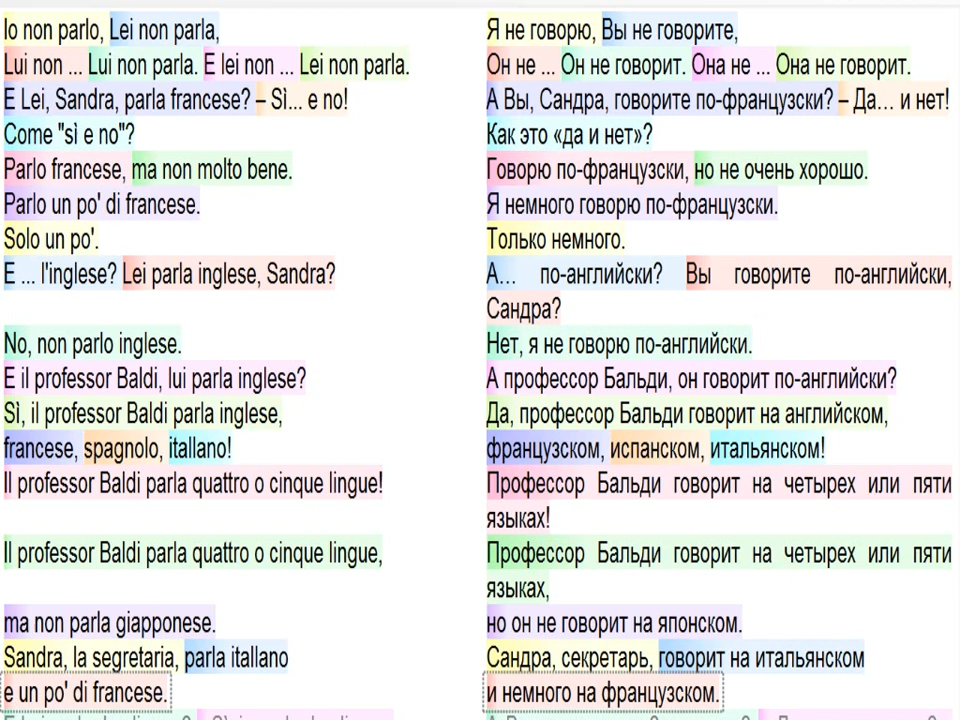 Io non parlo, Lei non parla,
Lui non ... Lui non parla. E lei non ... Lei non parla.
E Lei, Sandra, parla francese? – Sì... e no!
Come "sì e no"?
Parlo francese, ma non molto bene.
Parlo un po' di francese.
Solo un po'.
E ... l'inglese? Lei parla inglese, Sandra?
No, non parlo inglese.
E il professor Baldi, lui parla inglese?
Sì, il professor Baldi parla inglese,
francese, spagnolo, itallano!
Il professor Baldi parla quattro o cinque lingue!
Il professor Baldi parla quattro o cinque lingue,
ma non parla giapponese.
Sandra, la segretaria, parla itallano
e un po' di francese.
Я не говорю, Вы не говорите,
Он не ... Он не говорит. Она не ... Она не говорит.
А Вы, Сандра, говорите по-французски? – Да… и нет!
Как это «да и нет»?
Говорю по-французски, но не очень хорошо.
Я немного говорю по-французски.
Только немного.
А… по-английски? Вы говорите по-английски,
Сандра?
Нет, я не говорю по-английски.
А профессор Бальди, он говорит по-английски?
Да, профессор Бальди говорит на английском,
французском, испанском, итальянском!
Профессор Бальди говорит на четырех или пяти
языках!
Профессор Бальди говорит на четырех или пяти
языках,
но он не говорит на японском.
Сандра, секретарь, говорит на итальянском
и немного на французском.